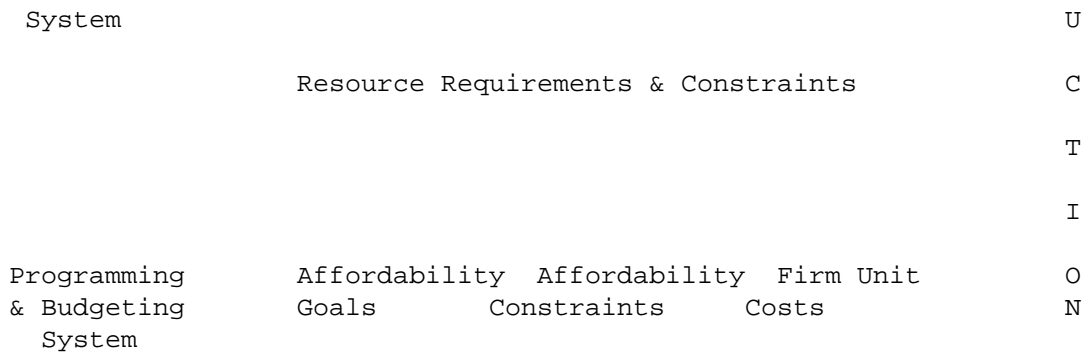 System U
Resource Requirements & Constraints C
T
I
Programming Affordability Affordability Firm Unit O
& Budgeting Goals Constraints Costs N
System